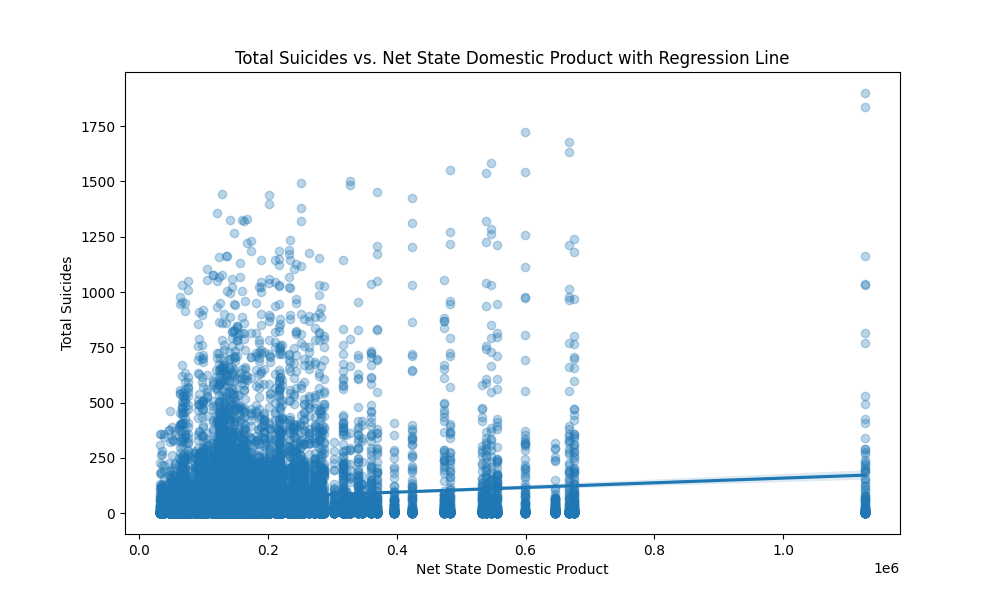 Total Suicides vs. Net State Domestic Product with Regression Line
1750
1500
1250
1000
750
500
250
0
Total Suicides
0.0 0.2 0.4 0.6 0.8 1.0
1e6
Net State Domestic Product